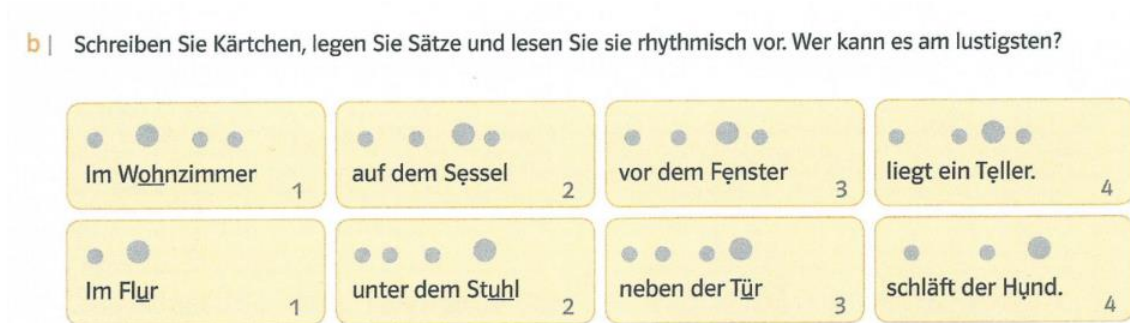 b | Schreiben Sie Kärtchen, legen Sie Sätze und lesen Sie sie rhythmisch vor. Wer kann es am lustigsten?
Im Wohnzimmer 1
auf dem Sessel 2
vor dem Fenster 3
liegt ein Teller. 4
Im Flur 1
unter dem Stuhl 2
neben der Tür 3
schläft der Hund. 4